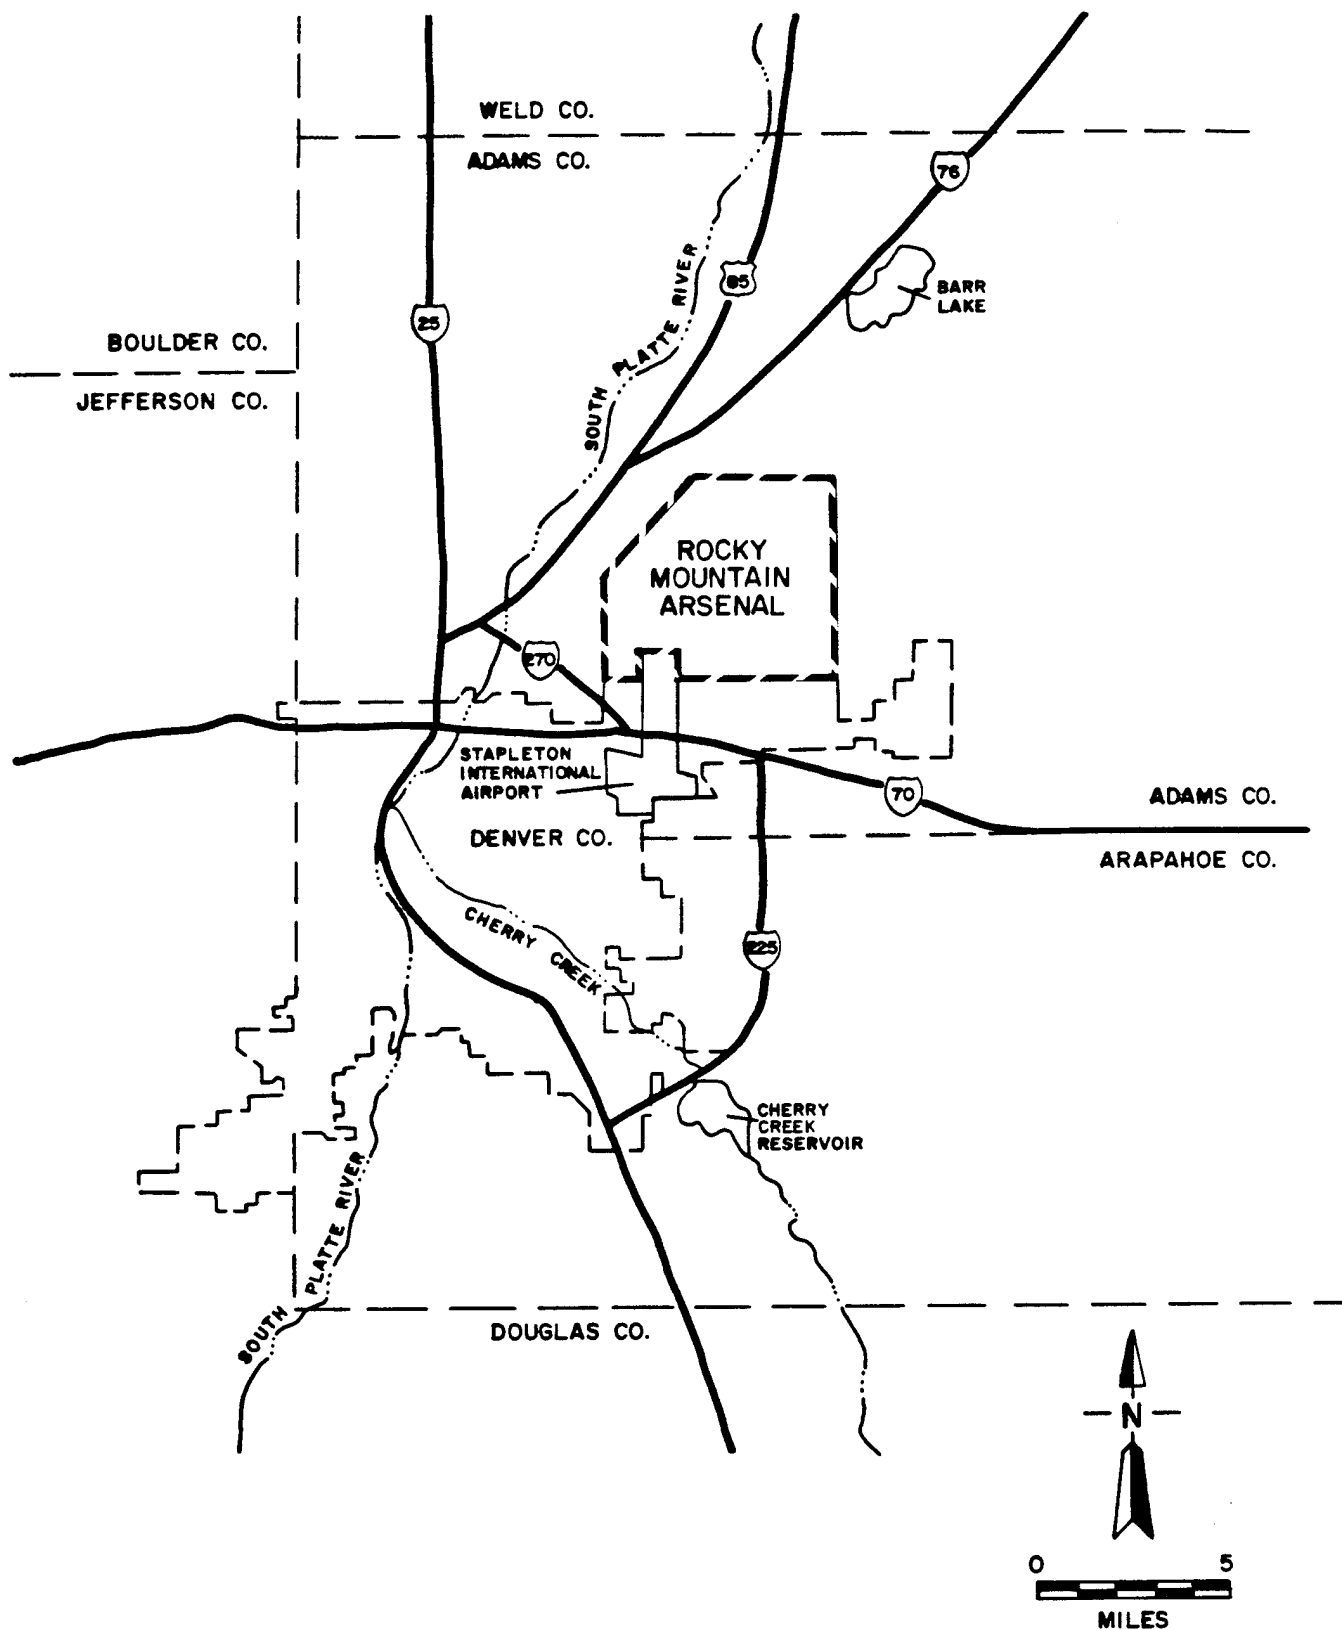 WELD CO.
ADAMS CO.
76
SOUTH PLATTE RIVER
85
BARR
LAKE
25
BOULDER CO.
JEFFERSON CO.
ROCKY
MOUNTAIN
ARSENAL
270
STAPLETON
INTERNATIONAL
AIRPORT
70
ADAMS CO.
DENVER CO.
ARAPAHOE CO.
CHERRY CREEK
225
CHERRY
CREEK
RESERVOIR
SOUTH PLATTE RIVER
DOUGLAS CO.
N
0 5
MILES